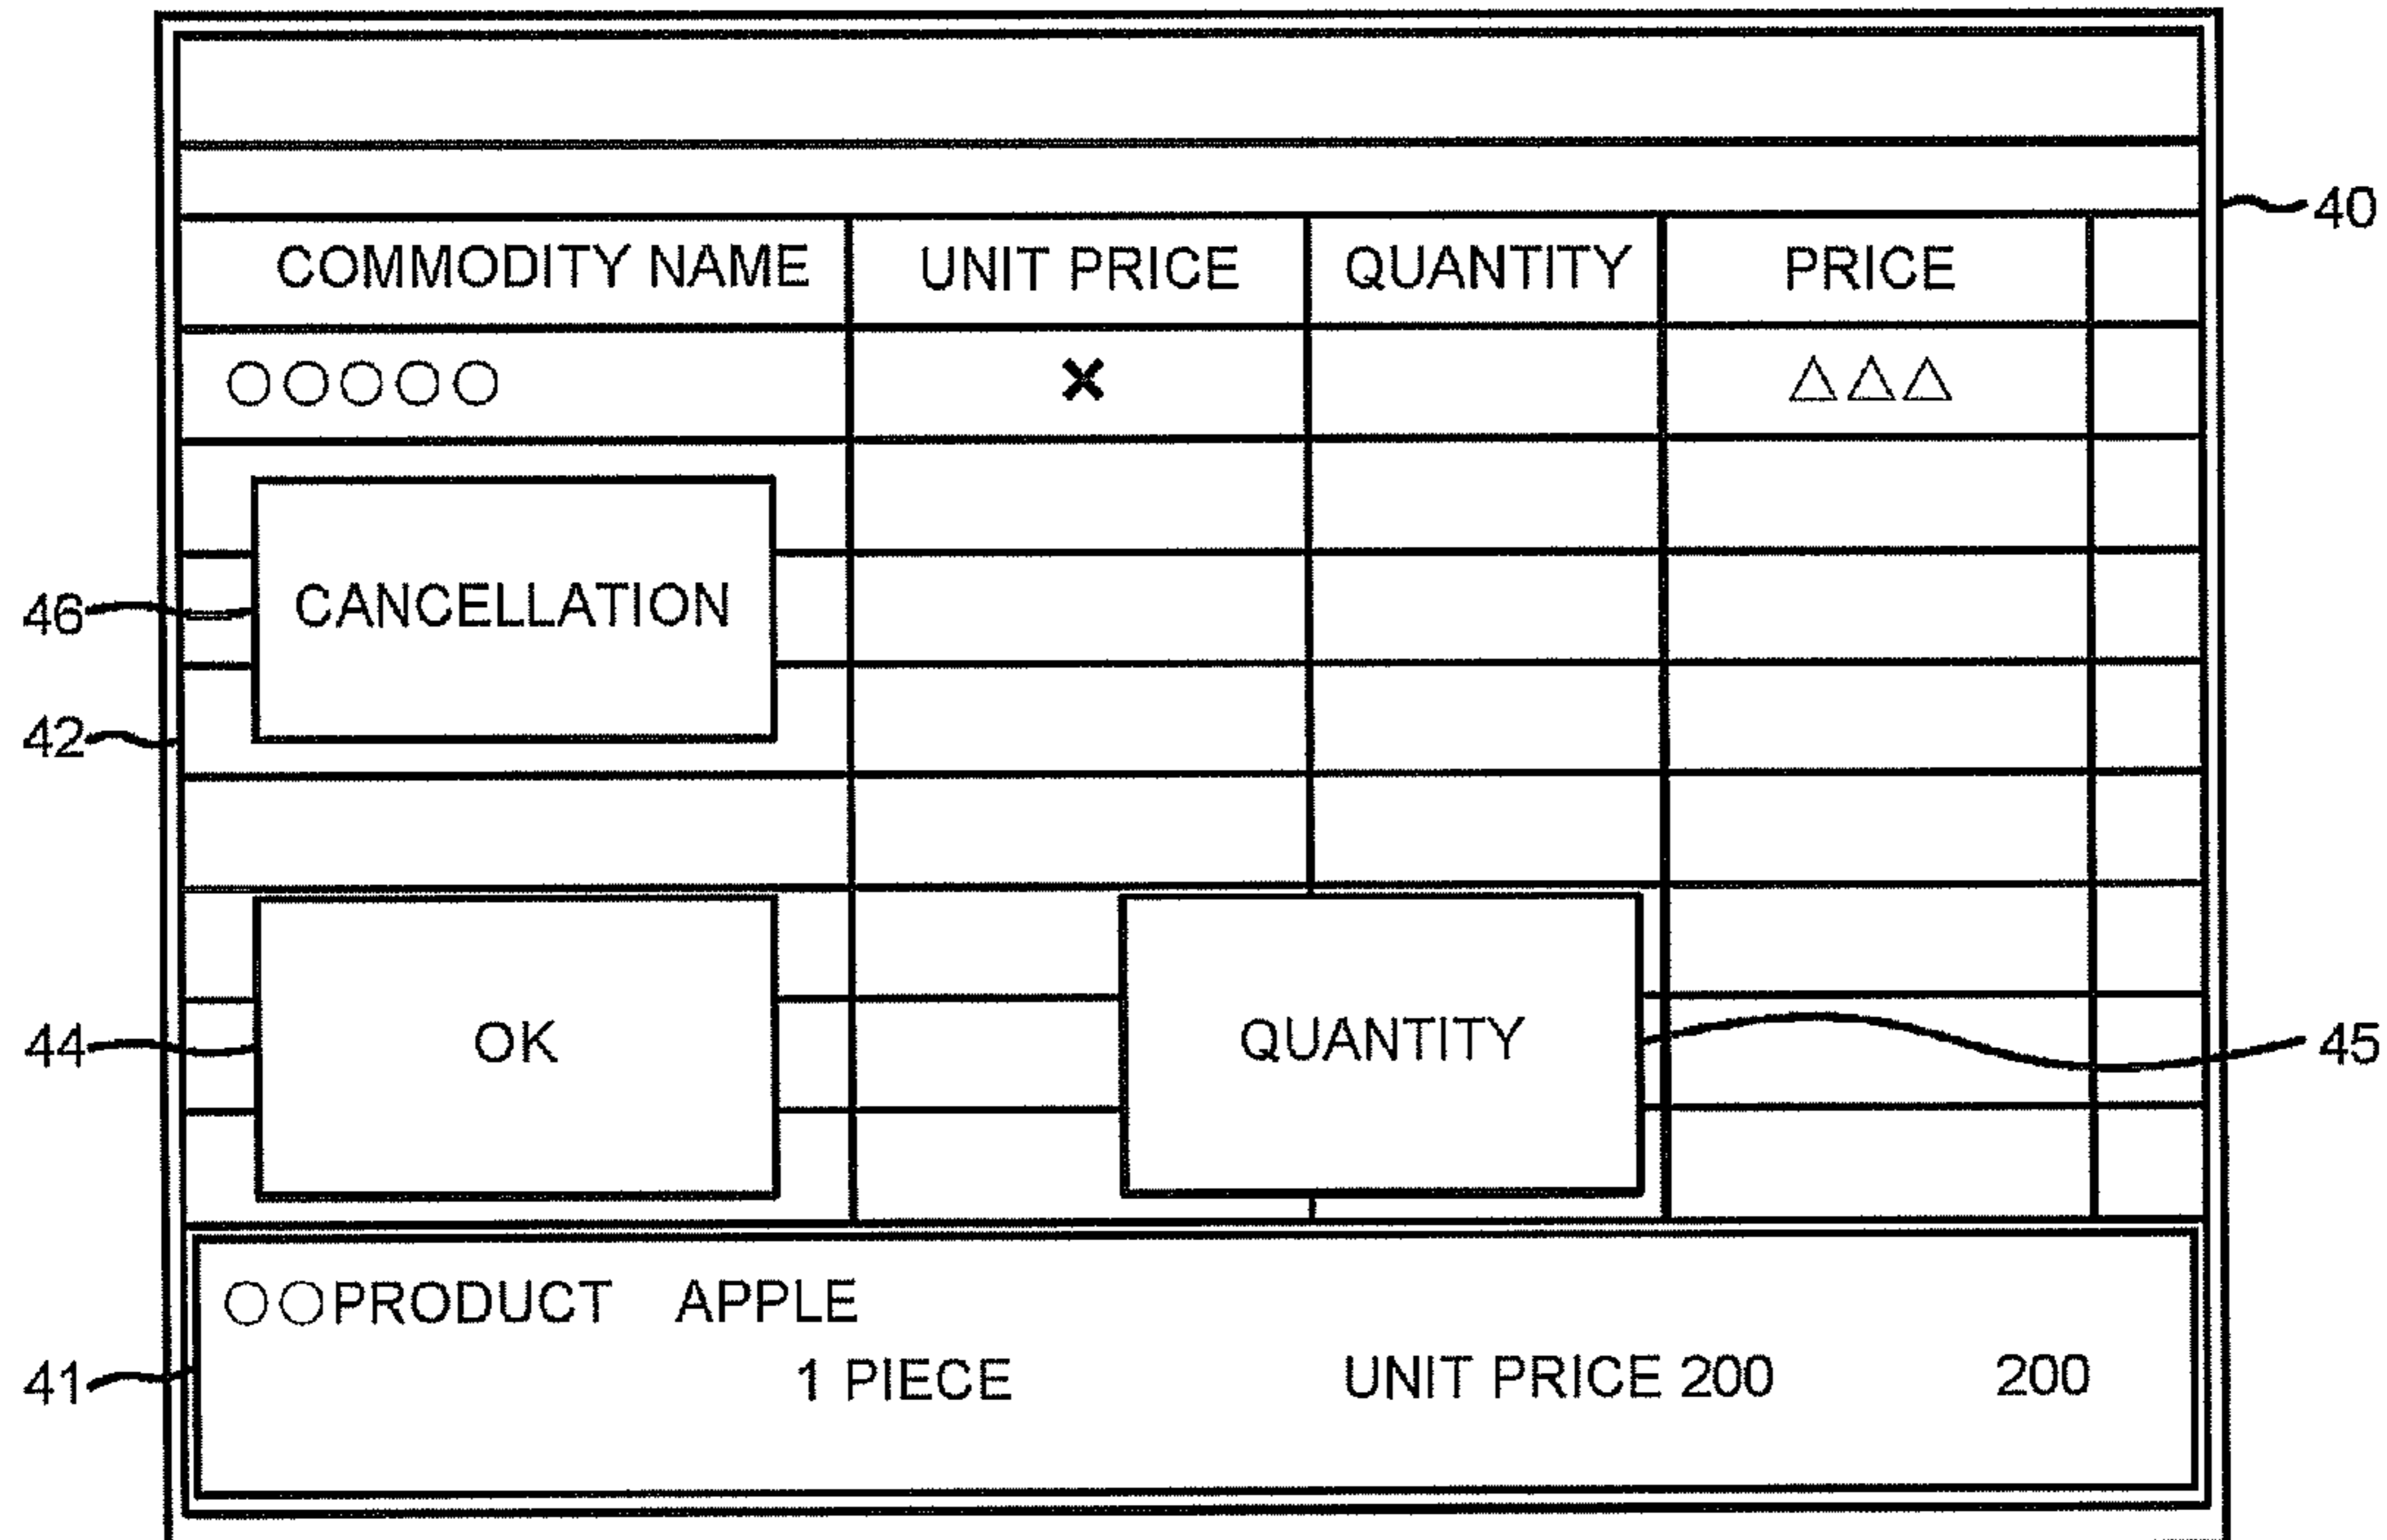 40
COMMODITY NAME UNIT PRICE QUANTITY PRICE
○○○○○ × △△△
46 CANCELLATION
42
44 OK QUANTITY 45
○○PRODUCT APPLE
41 1 PIECE UNIT PRICE 200 200